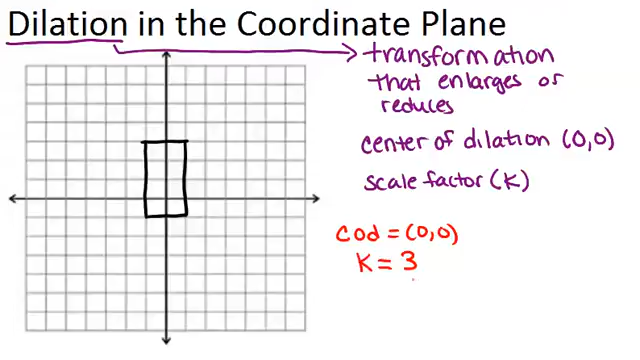 Dilation in the Coordinate Plane
transformation
that enlarges or
reduces
center of dilation (0,0)
scale factor (K)
cod = (0,0)
K = 3